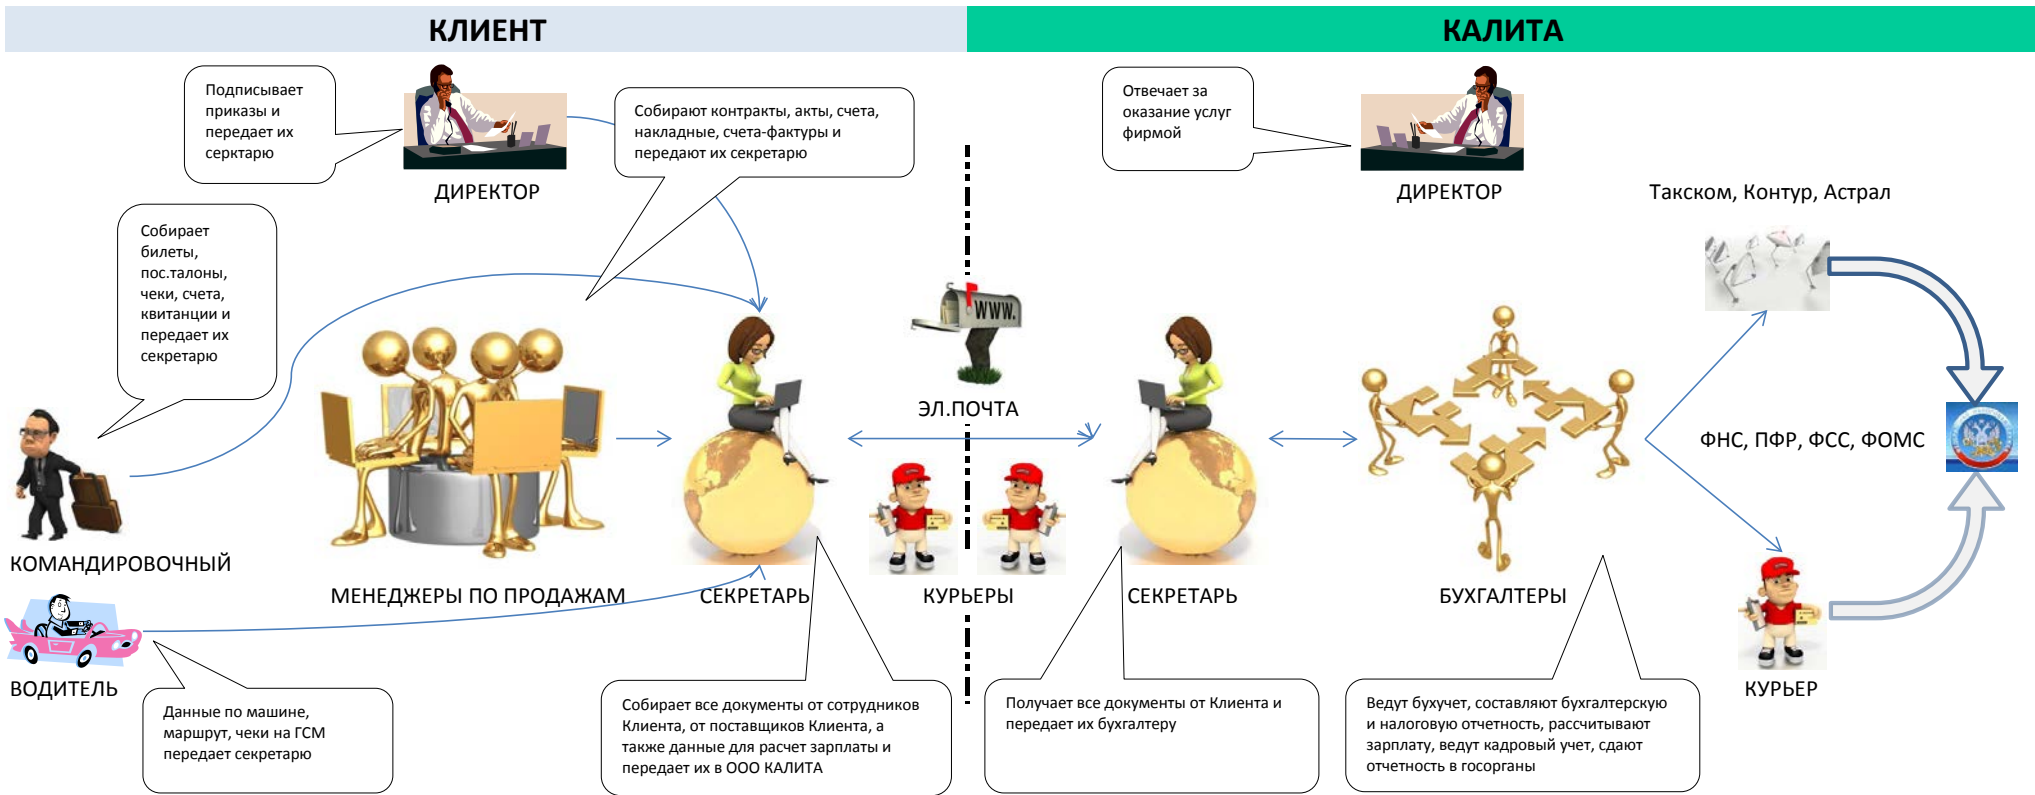 КЛИЕНТ
КАЛИТА
Подписывает
приказы и
передает их
серктарю
ДИРЕКТОР
Собирают контракты, акты, счета,
накладные, счета-фактуры и
передают их секретарю
Отвечает за
оказание услуг
фирмой
ДИРЕКТОР
Такском, Контур, Астрал
Собирает
билеты,
пос.талоны,
чеки, счета,
квитанции и
передает их
секретарю
WWW.
ЭЛ.ПОЧТА
ФНС, ПФР, ФСС, ФОМС
КОМАНДИРОВОЧНЫЙ
МЕНЕДЖЕРЫ ПО ПРОДАЖАМ
СЕКРЕТАРЬ
КУРЬЕРЫ
СЕКРЕТАРЬ
БУХГАЛТЕРЫ
ВОДИТЕЛЬ
КУРЬЕР
Данные по машине,
маршрут, чеки на ГСМ
передает секретарю
Собирает все документы от сотрудников
Клиента, от поставщиков Клиента, а
также данные для расчет зарплаты и
передает их в ООО КАЛИТА
Получает все документы от Клиента и
передает их бухгалтеру
Ведут бухучет, составляют бухгалтерскую
и налоговую отчетность, рассчитывают
зарплату, ведут кадровый учет, сдают
отчетность в госорганы